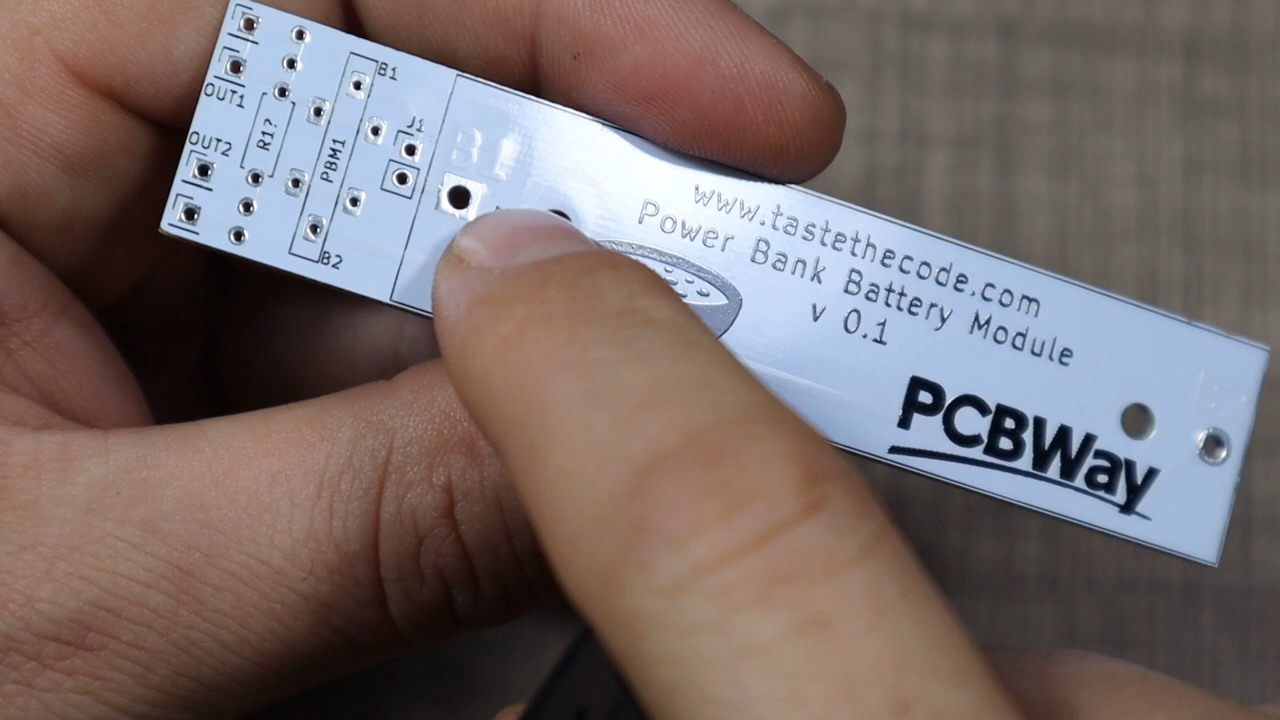 OUT1
OUT2
R1?
PBM1
B1
B2
J1
www.tastethecode.com
Power Bank Battery Module
v 0.1
PCBWay